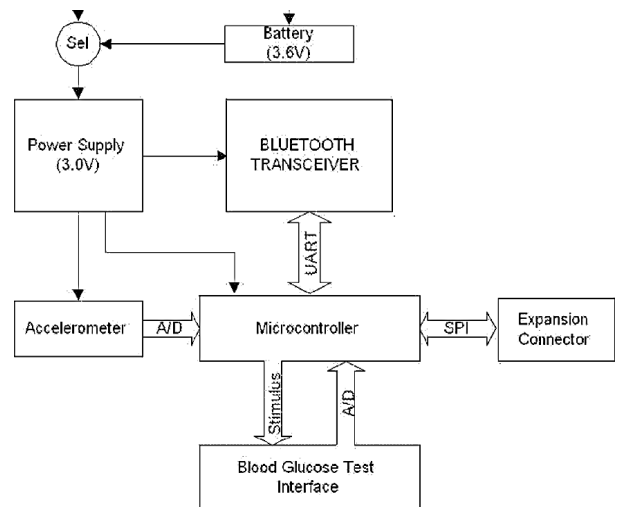 Sel
Battery
(3.6V)
Power Supply
(3.0V)
BLUETOOTH
TRANSCEIVER
UART
Accelerometer
A/D
Microcontroller
SPI
Expansion
Connector
Stimulus
A/D
Blood Glucose Test
Interface